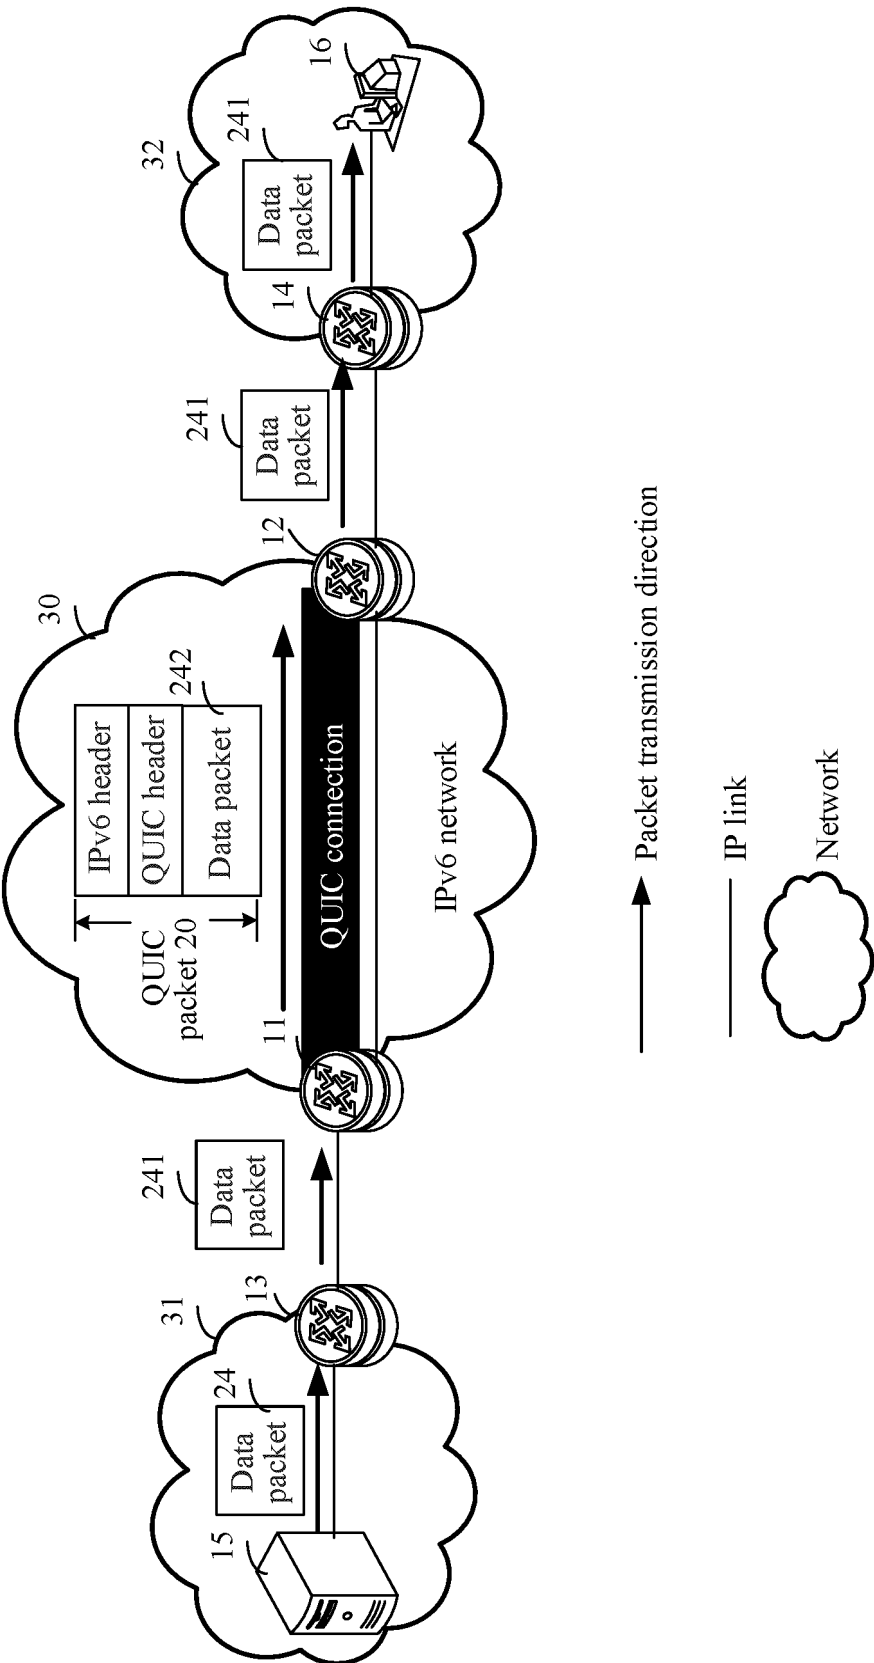 31
15
24
Data
packet
13
241
Data
packet
11
30
QUIC
packet 20
IPv6 header
QUIC header
Data packet
242
QUIC connection
IPv6 network
12
241
Data
packet
14
32
241
Data
packet
16
Packet transmission direction
IP link
Network